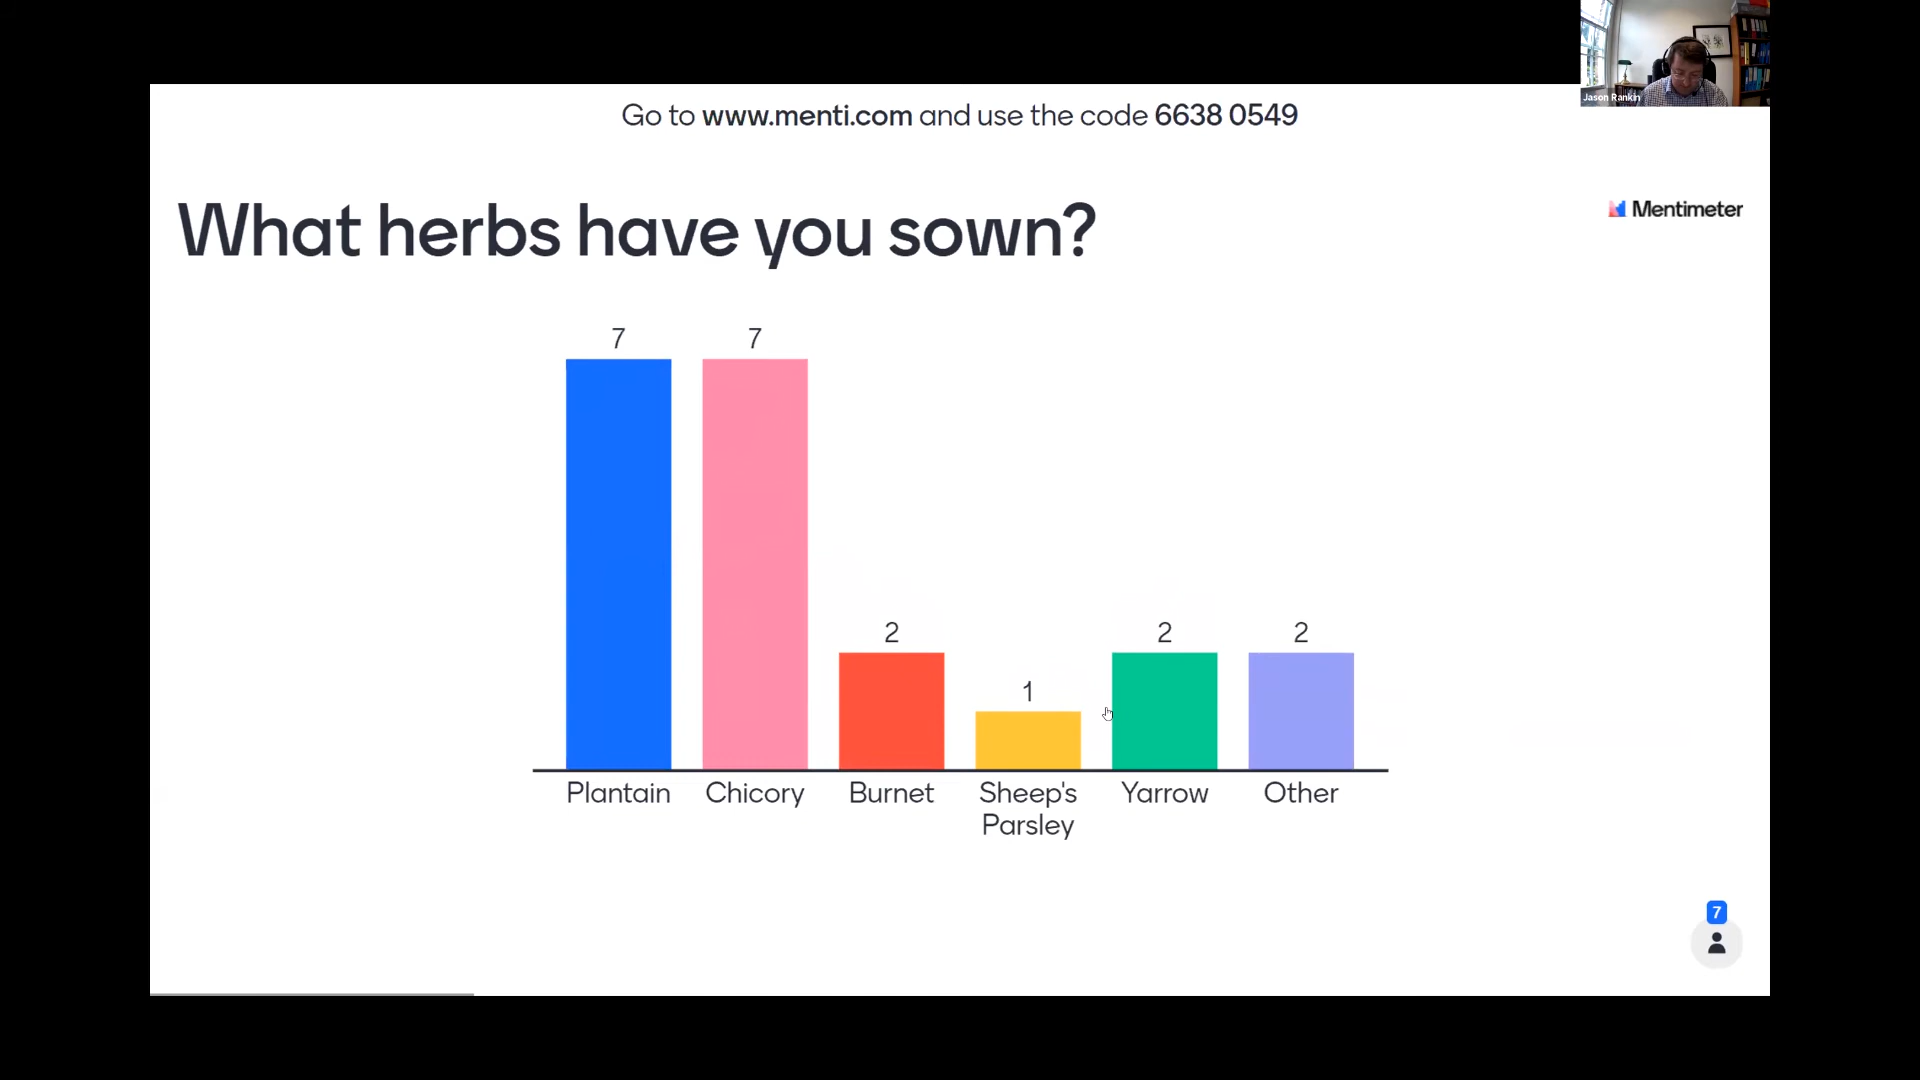 Jason Rankin
Go to www.menti.com and use the code 6638 0549
What herbs have you sown?
Mentimeter
7
7
2
1
2
2
Plantain
Chicory
Burnet
Sheep's
Parsley
Yarrow
Other
7